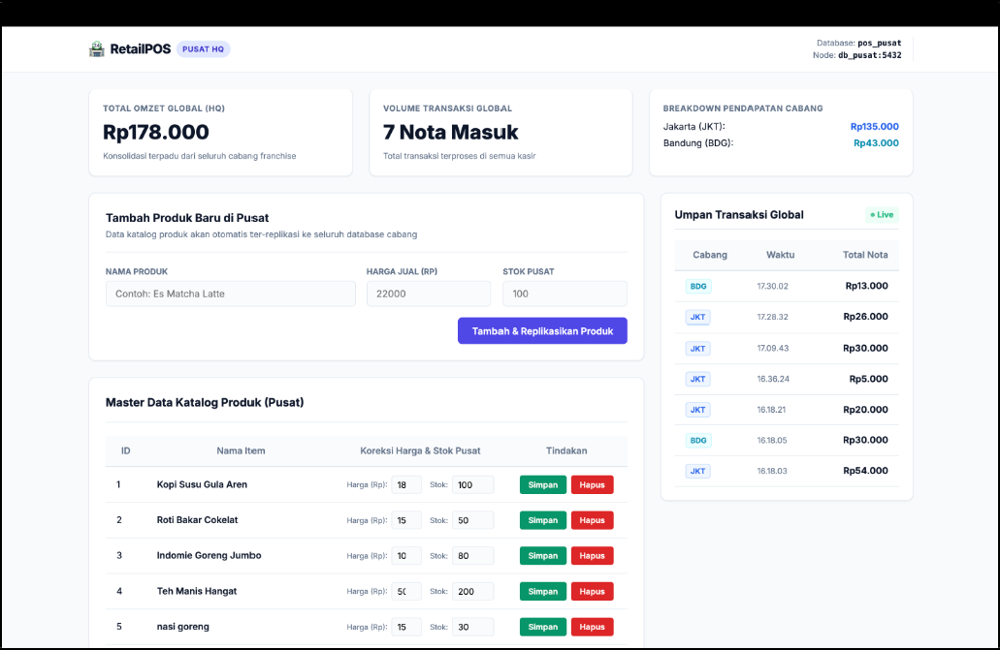 RetailPOS PUSAT HQ
Database: pos_pusat
Node: db_pusat:5432
TOTAL OMZET GLOBAL (HQ)
Rp178.000
Konsolidasi terpadu dari seluruh cabang franchise
VOLUME TRANSAKSI GLOBAL
7 Nota Masuk
Total transaksi terproses di semua kasir
BREAKDOWN PENDAPATAN CABANG
Jakarta (JKT): Rp135.000
Bandung (BDG): Rp43.000
Tambah Produk Baru di Pusat
Data katalog produk akan otomatis ter-replikasi ke seluruh database cabang
NAMA PRODUK HARGA JUAL (RP) STOK PUSAT
Contoh: Es Matcha Latte 22000 100
Tambah & Replikasikan Produk
Master Data Katalog Produk (Pusat)
ID Nama Item Koreksi Harga & Stok Pusat Tindakan
1 Kopi Susu Gula Aren Harga (Rp): 18 Stok: 100 Simpan Hapus
2 Roti Bakar Cokelat Harga (Rp): 15 Stok: 50 Simpan Hapus
3 Indomie Goreng Jumbo Harga (Rp): 10 Stok: 80 Simpan Hapus
4 Teh Manis Hangat Harga (Rp): 50 Stok: 200 Simpan Hapus
5 nasi goreng Harga (Rp): 15 Stok: 30 Simpan Hapus
Umpan Transaksi Global Live
Cabang Waktu Total Nota
BDG 17.30.02 Rp13.000
JKT 17.28.32 Rp26.000
JKT 17.09.43 Rp30.000
JKT 16.36.24 Rp5.000
JKT 16.18.21 Rp20.000
BDG 16.18.05 Rp30.000
JKT 16.18.03 Rp54.000